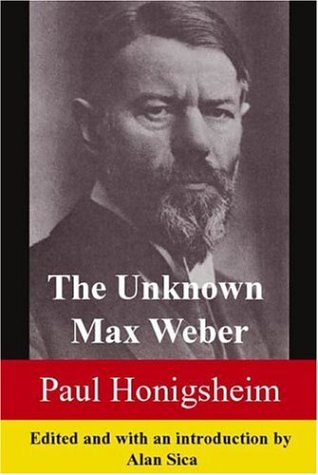 The Unknown
Max Weber
Paul Honigsheim
Edited and with an introduction by
Alan Sica